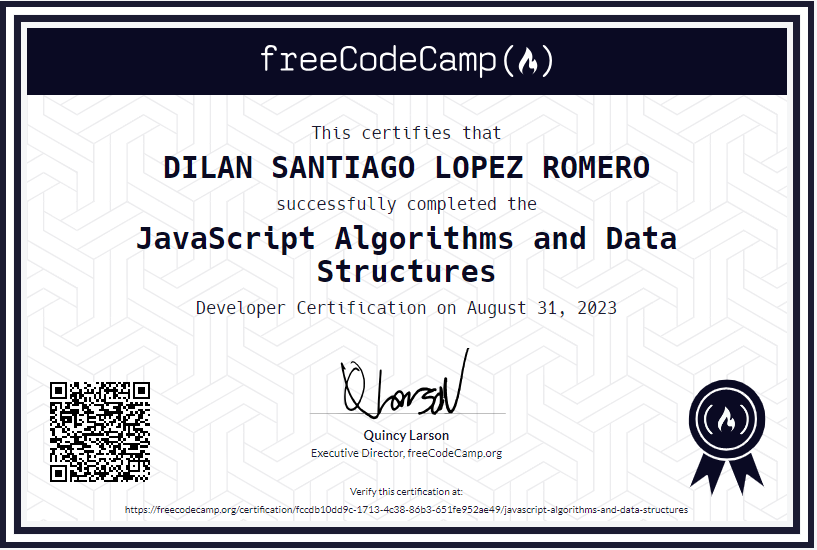 freeCodeCamp
This certifies that
DILAN SANTIAGO LOPEZ ROMERO
successfully completed the
JavaScript Algorithms and Data
Structures
Developer Certification on August 31, 2023
QLarson
Quincy Larson
Executive Director, freeCodeCamp.org
Verify this certification at:
https://freecodecamp.org/certification/fccdb10dd9c-1713-4c38-86b3-651fe952ae49/javascript-algorithms-and-data-structures